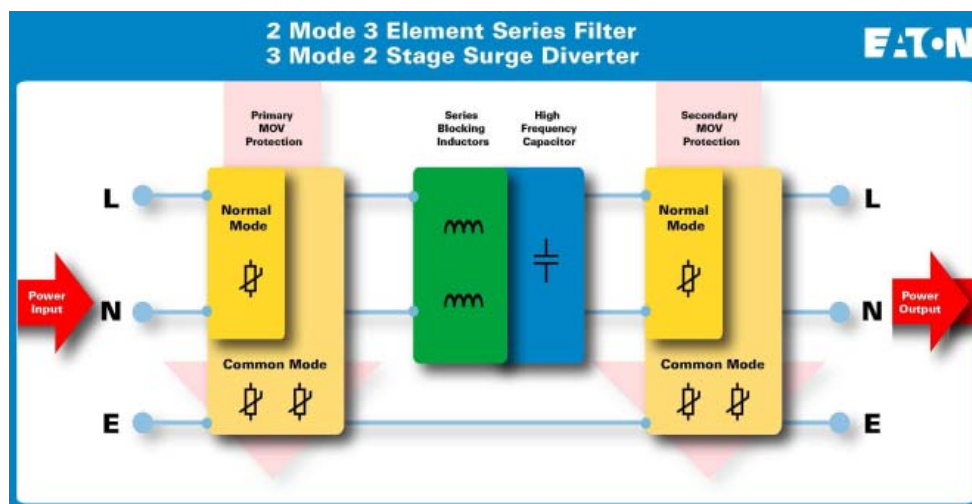 2 Mode 3 Element Series Filter
3 Mode 2 Stage Surge Diverter
EATON
Primary
MOV
Protection
Series
Blocking
Inductors
High
Frequency
Capacitor
Secondary
MOV
Protection
L
Normal
Mode
Normal
Mode
L
Power
Input
N
N
Power
Output
Common Mode
Common Mode
E
E